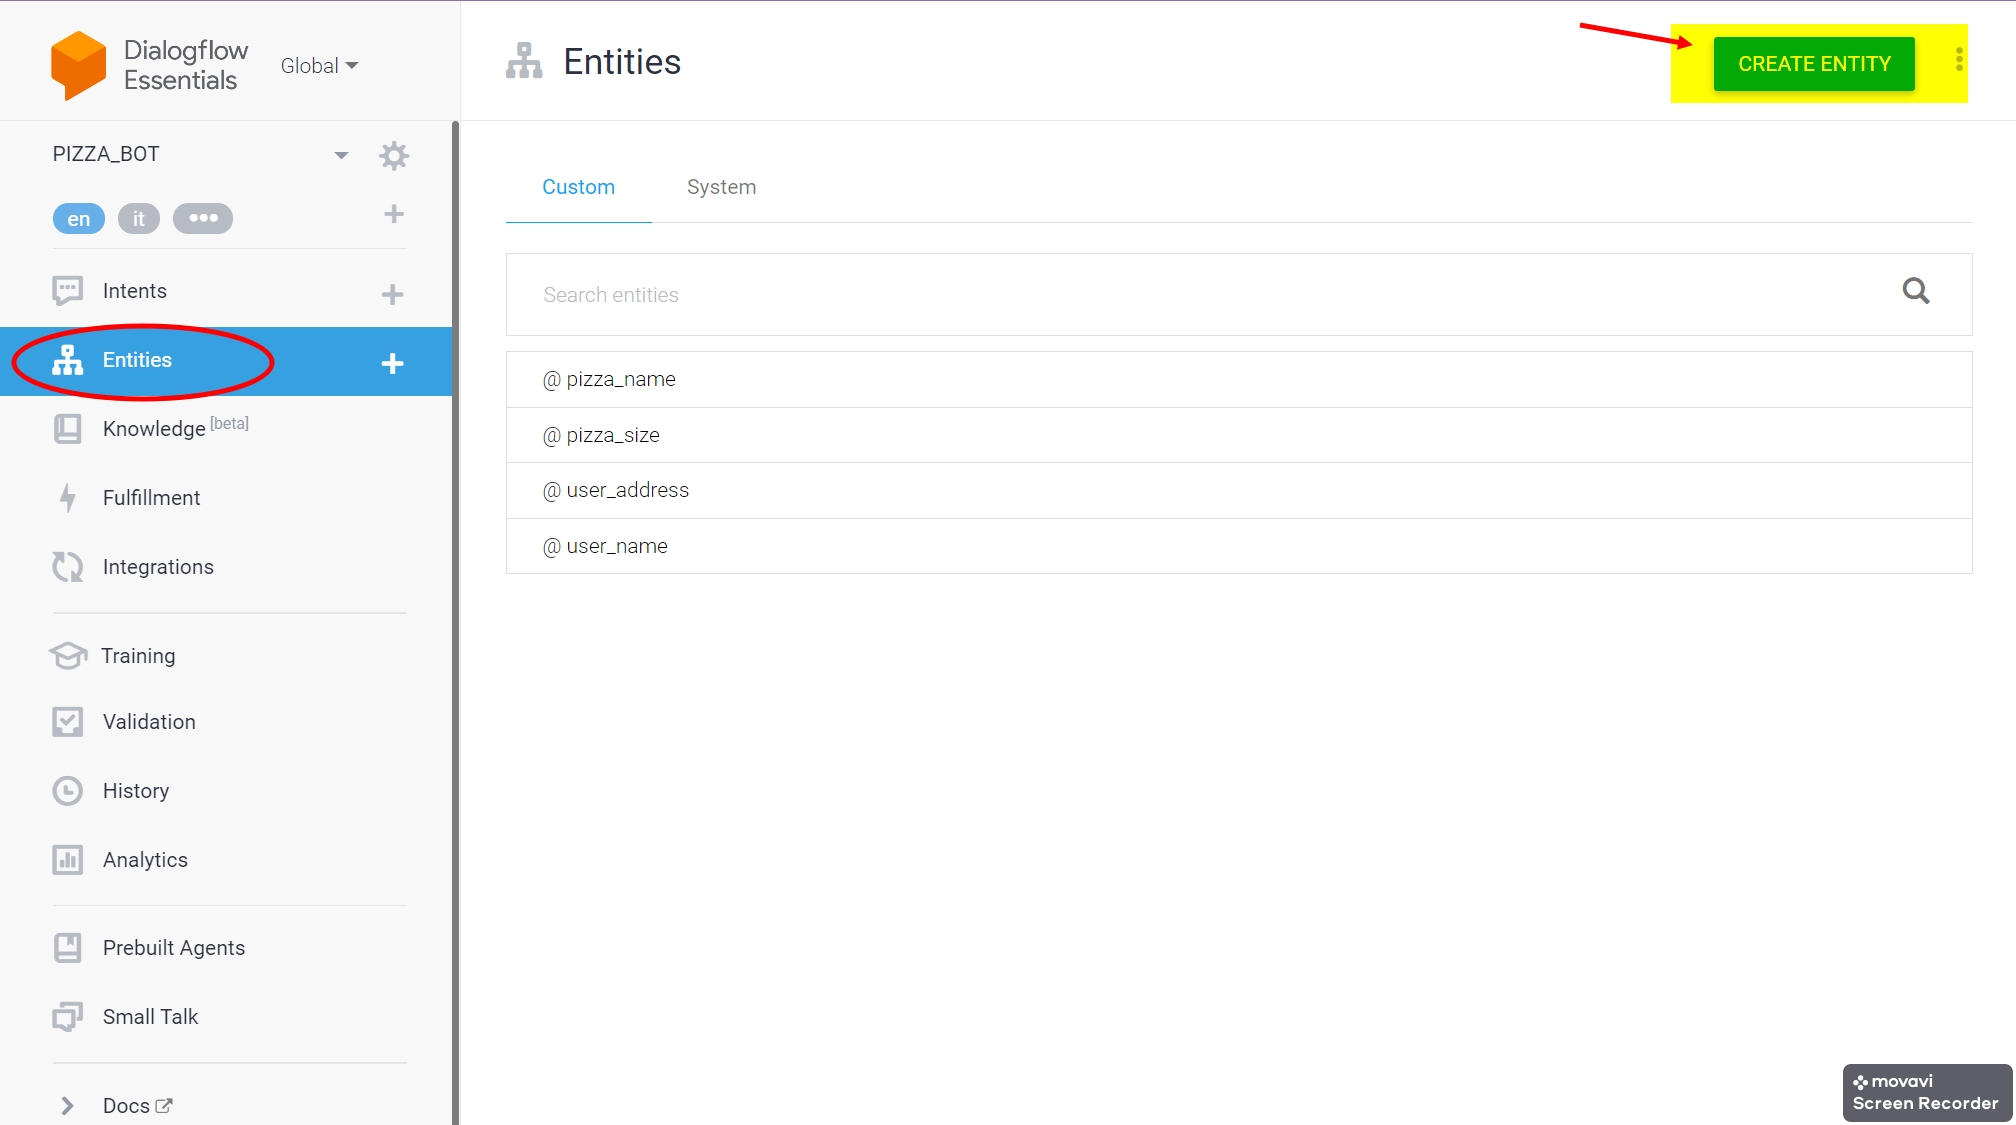 Dialogflow
Essentials
Global
PIZZA_BOT
en it
Intents
Entities
Knowledge [beta]
Fulfillment
Integrations
Training
Validation
History
Analytics
Prebuilt Agents
Small Talk
Docs
Entities
CREATE ENTITY
Custom System
Search entities
@ pizza_name
@ pizza_size
@ user_address
@ user_name
movavi
Screen Recorder